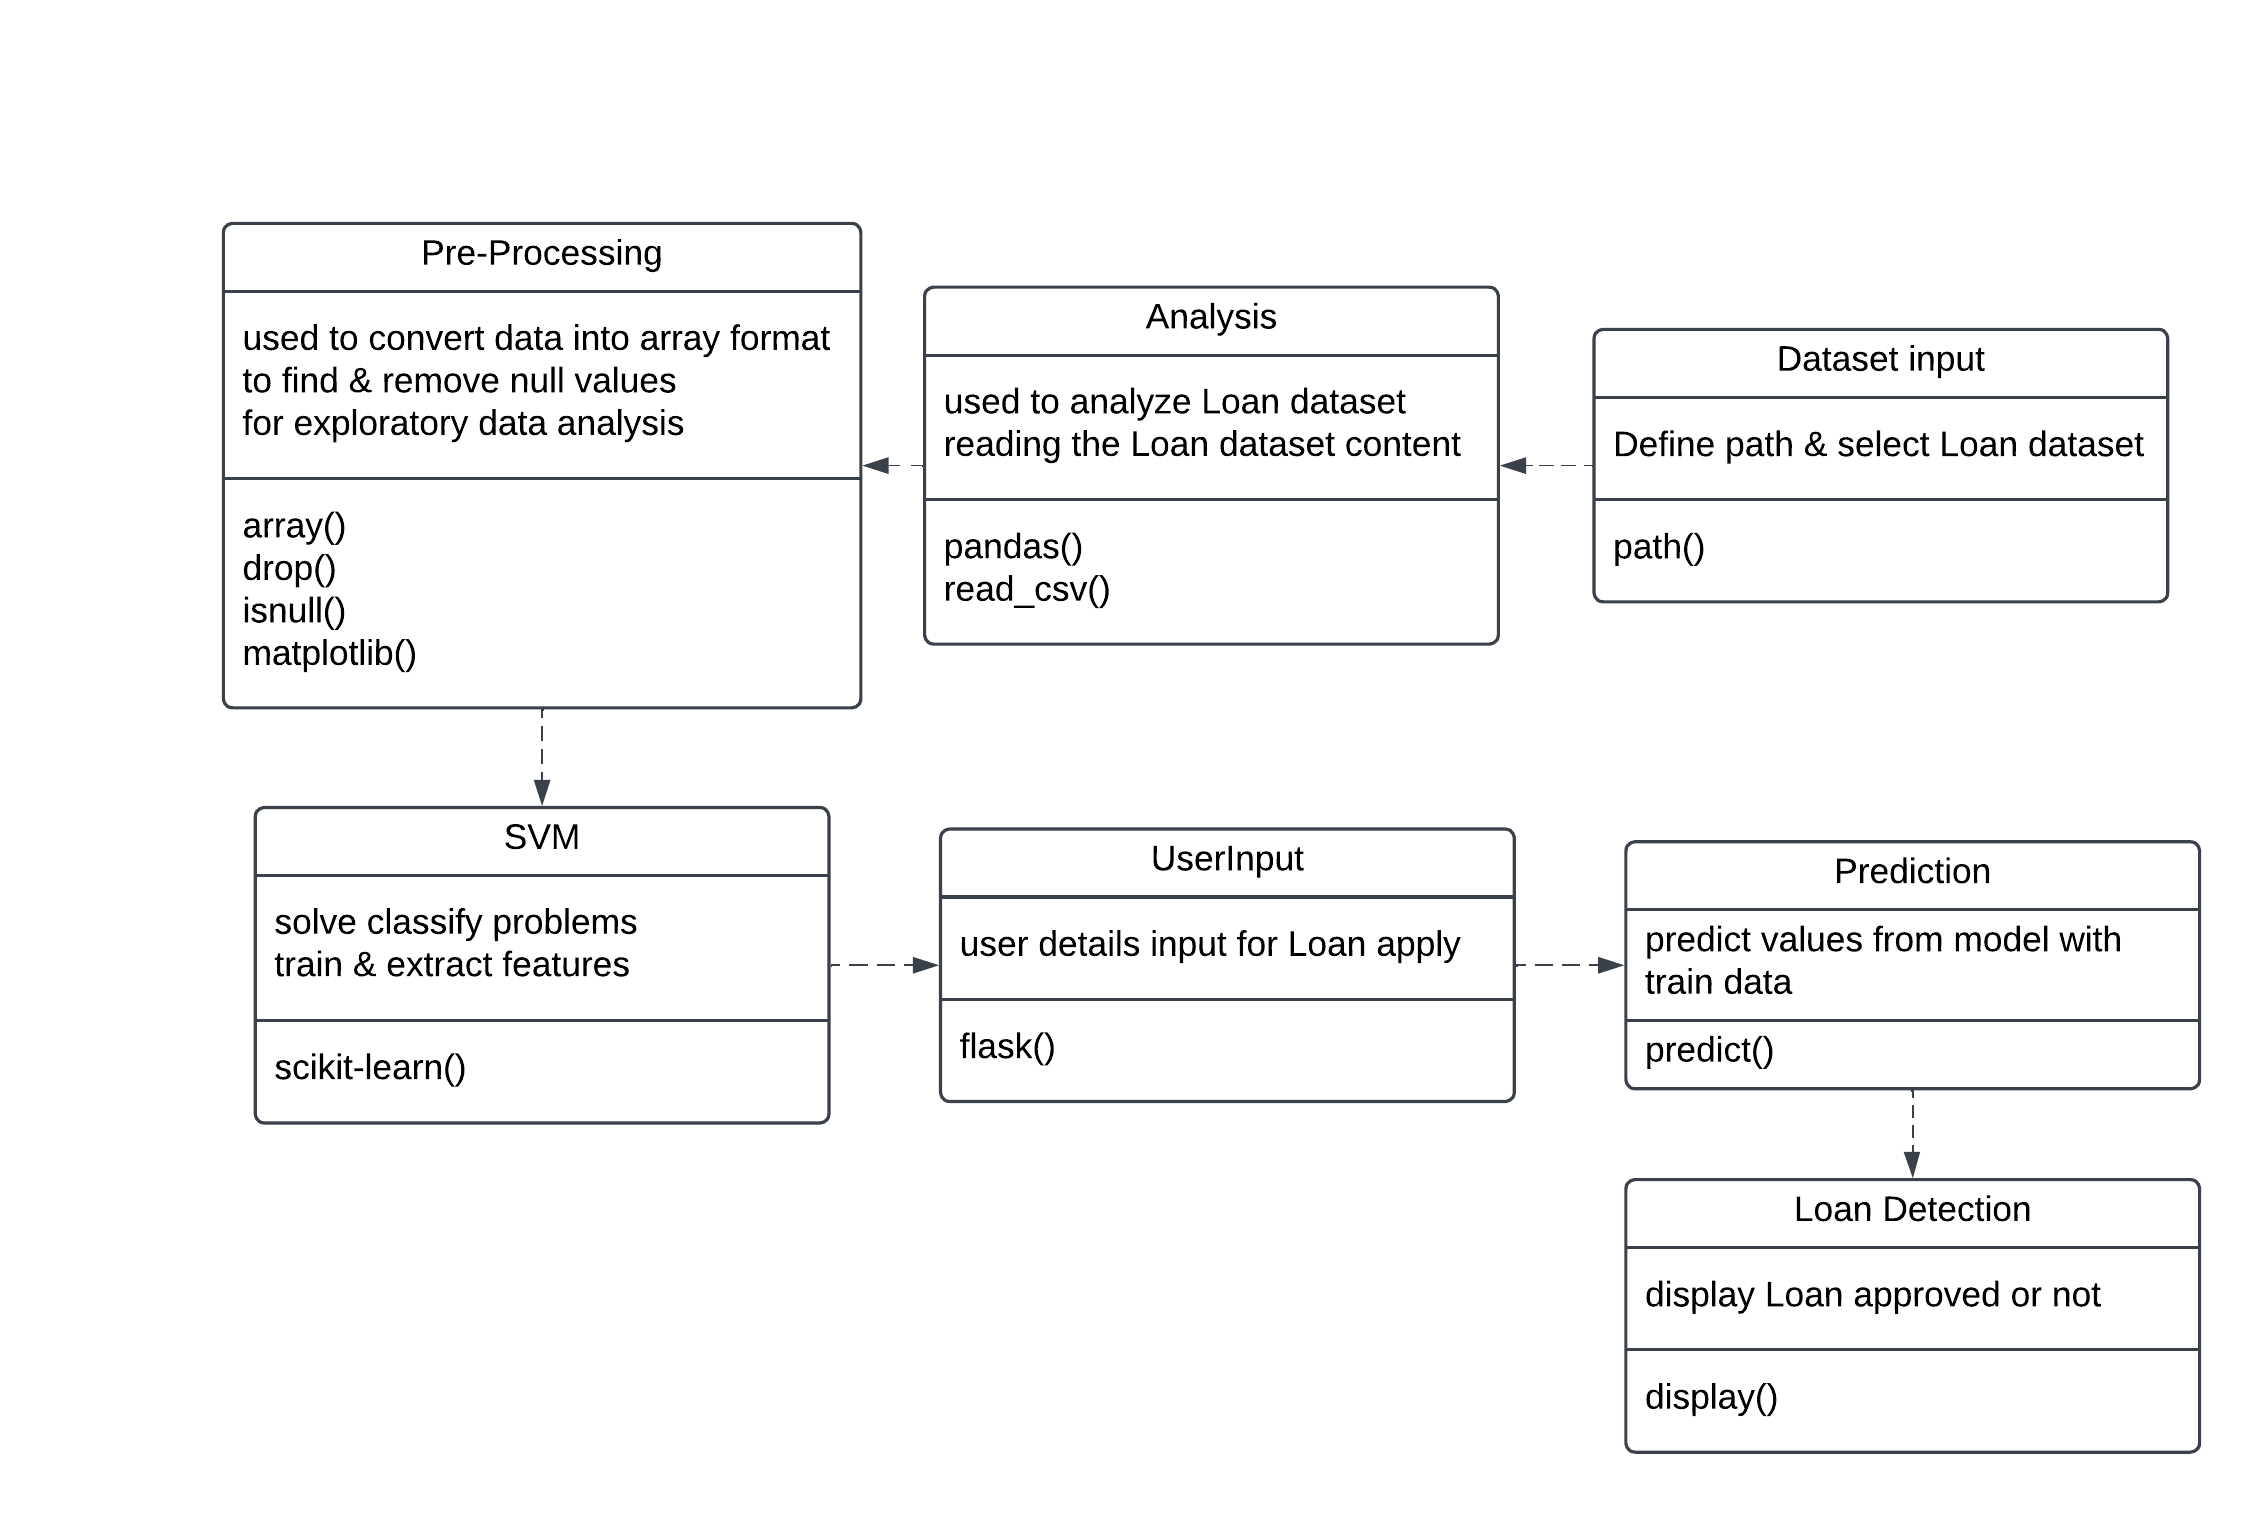 Pre-Processing
used to convert data into array format
to find & remove null values
for exploratory data analysis
array()
drop()
isnull()
matplotlib()
Analysis
used to analyze Loan dataset
reading the Loan dataset content
pandas()
read_csv()
Dataset input
Define path & select Loan dataset
path()
SVM
solve classify problems
train & extract features
scikit-learn()
UserInput
user details input for Loan apply
flask()
Prediction
predict values from model with
train data
predict()
Loan Detection
display Loan approved or not
display()